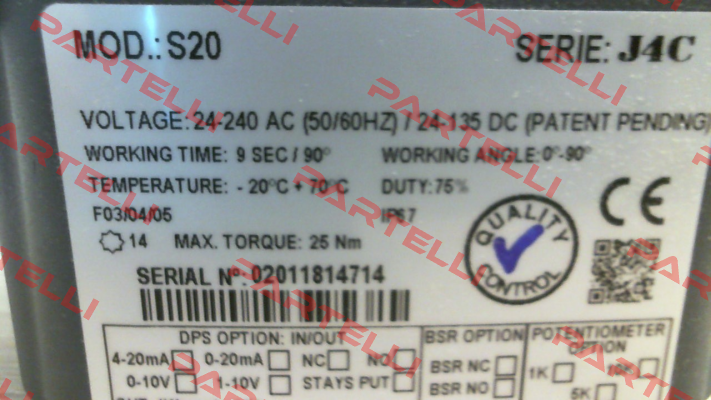 MOD.: S20 SERIE: J4C
VOLTAGE: 24-240 AC (50/60HZ) / 24-135 DC (PATENT PENDING)
WORKING TIME: 9 SEC / 90° WORKING ANGLE: 0°-90°
TEMPERATURE: - 20°C + 70°C DUTY: 75%
F03/04/05 IP67
14 MAX. TORQUE: 25 Nm
QUALITY CONTROL
CE
SERIAL Nº: 02011814714
DPS OPTION: IN/OUT BSR OPTION POTENTIOMETER OPTION
4-20mA 0-20mA NC NO BSR NC 1K 10K
0-10V 1-10V STAYS PUT BSR NO 5K
PARTELLI
PARTELLI
PARTELLI
PARTELLI
PARTELLI